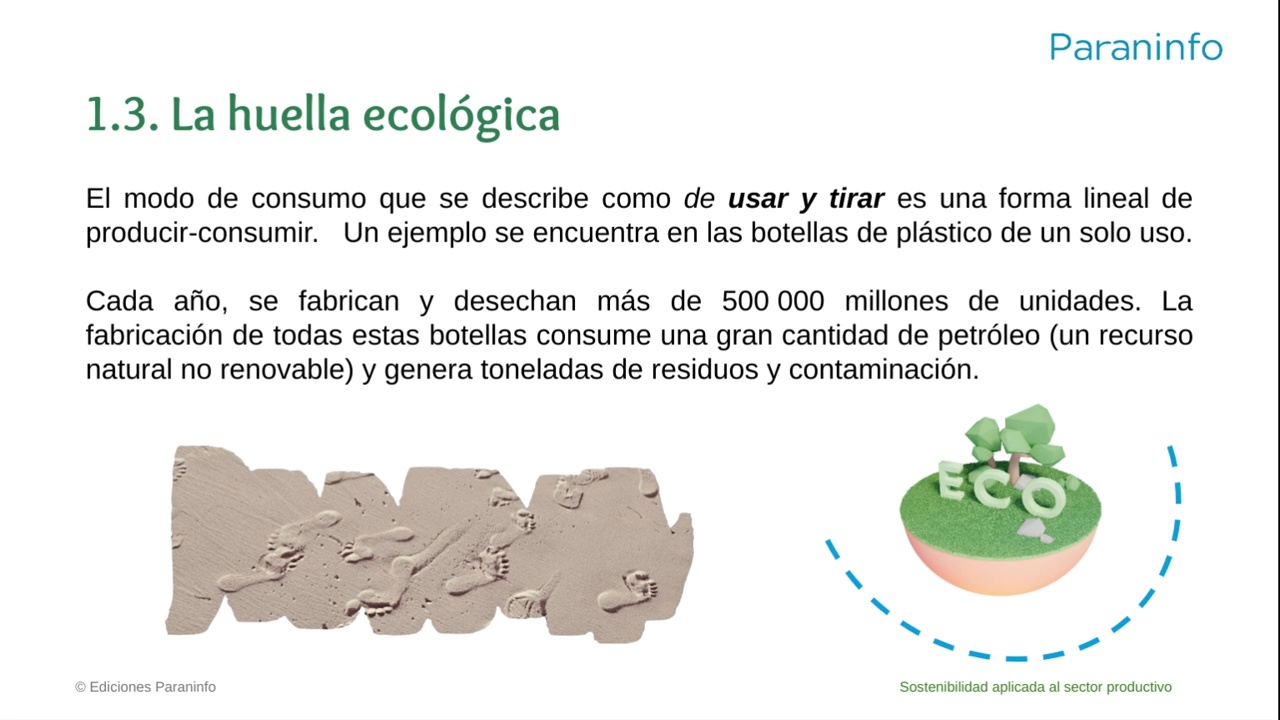 Paraninfo
1.3. La huella ecológica
El modo de consumo que se describe como de usar y tirar es una forma lineal de
producir-consumir. Un ejemplo se encuentra en las botellas de plástico de un solo uso.
Cada año, se fabrican y desechan más de 500 000 millones de unidades. La
fabricación de todas estas botellas consume una gran cantidad de petróleo (un recurso
natural no renovable) y genera toneladas de residuos y contaminación.
ECO
© Ediciones Paraninfo
Sostenibilidad aplicada al sector productivo